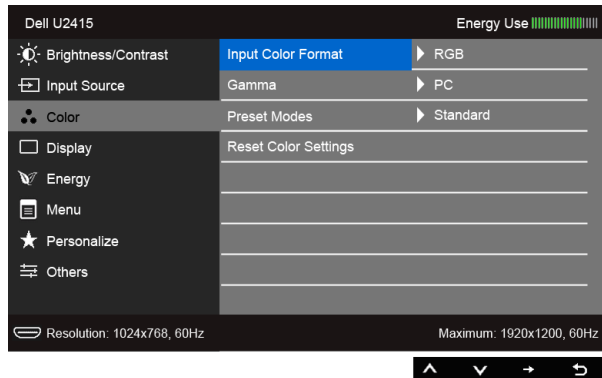 Dell U2415 Energy Use
Brightness/Contrast Input Color Format RGB
Input Source Gamma PC
Color Preset Modes Standard
Display Reset Color Settings
Energy
Menu
Personalize
Others
Resolution: 1024x768, 60Hz Maximum: 1920x1200, 60Hz